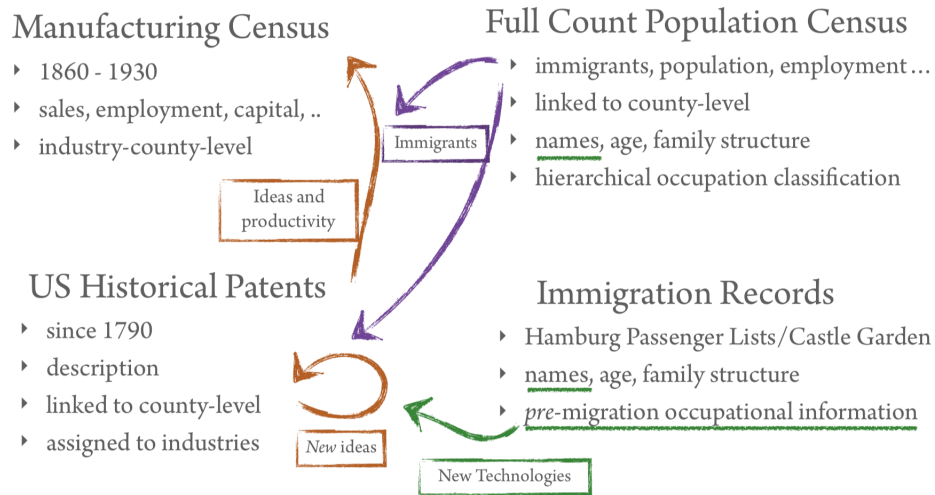 Manufacturing Census
1860 - 1930
sales, employment, capital, ..
industry-county-level
Full Count Population Census
immigrants, population, employment…
linked to county-level
names, age, family structure
hierarchical occupation classification
Immigrants
Ideas and
productivity
US Historical Patents
since 1790
description
linked to county-level
assigned to industries
New ideas
Immigration Records
Hamburg Passenger Lists/Castle Garden
names, age, family structure
pre-migration occupational information
New Technologies